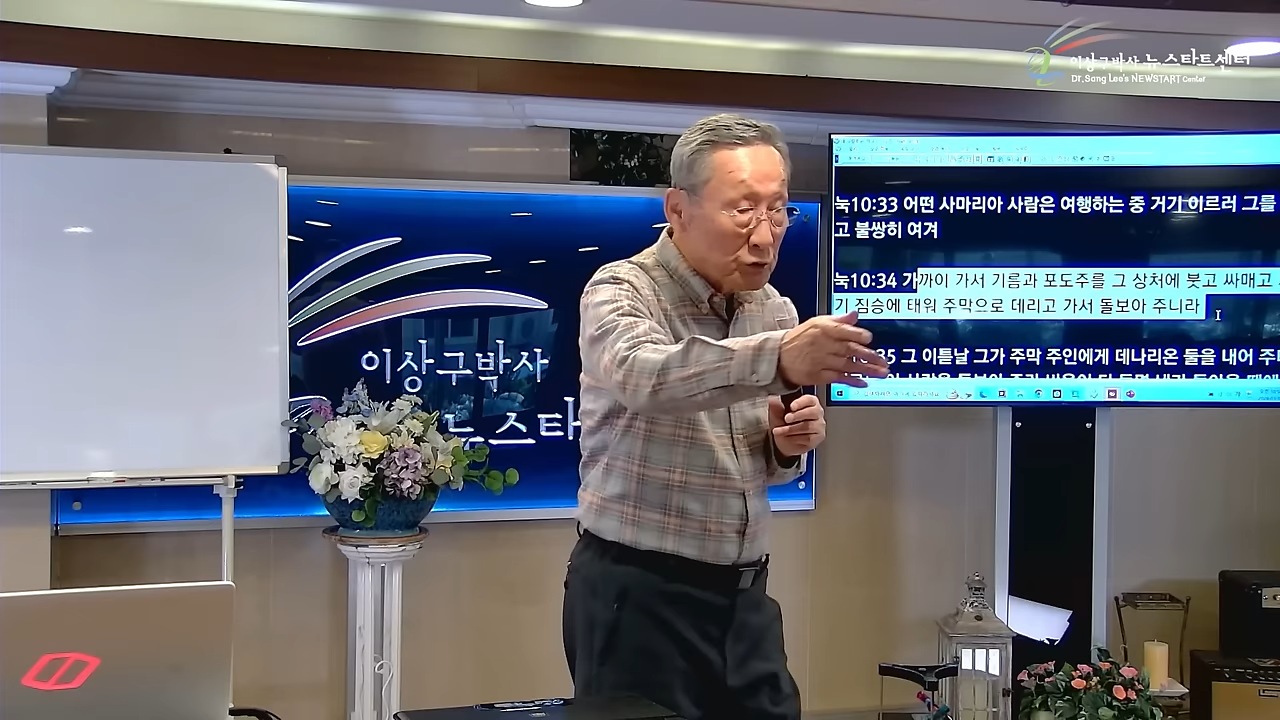 이상구박사 뉴스타트센터
Dr.Sang Lee's NEWSTART Center
이상구박사
뉴스타
눅10:33 어떤 사마리아 사람은 여행하는 중 거기 이르러 그를
고 불쌍히 여겨
눅10:34 가까이 가서 기름과 포도주를 그 상처에 붓고 싸매고
기 짐승에 태워 주막으로 데리고 가서 돌보아 주니라
35 그 이튿날 그가 주막 주인에게 데나리온 둘을 내어 주